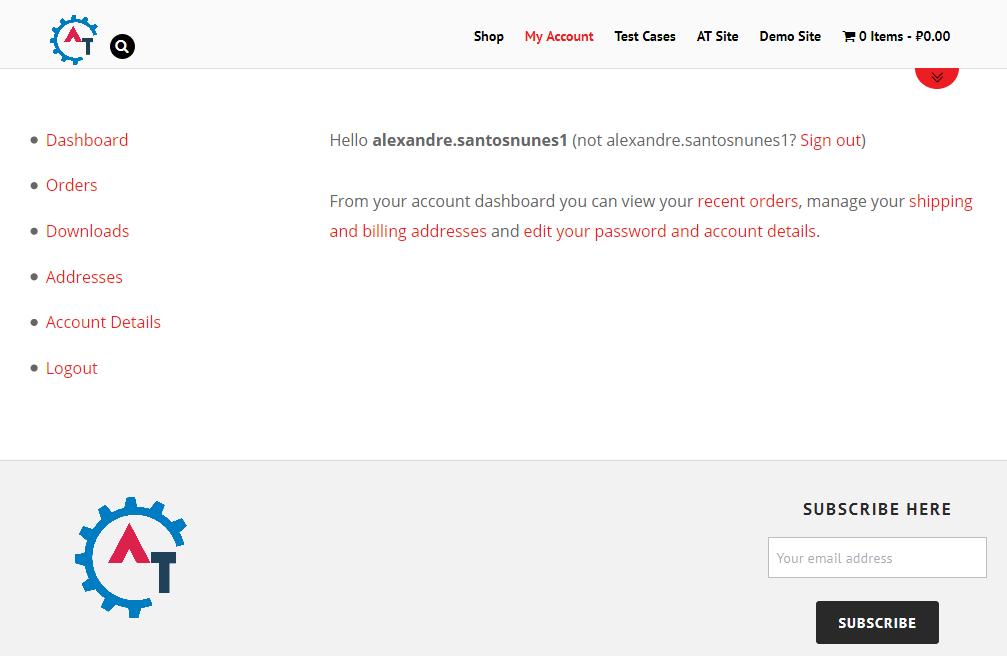 AT
Shop My Account Test Cases AT Site Demo Site 0 Items - ₽0.00
Dashboard
Orders
Downloads
Addresses
Account Details
Logout
Hello alexandre.santosnunes1 (not alexandre.santosnunes1? Sign out)
From your account dashboard you can view your recent orders, manage your shipping
and billing addresses and edit your password and account details.
AT
SUBSCRIBE HERE
Your email address
SUBSCRIBE